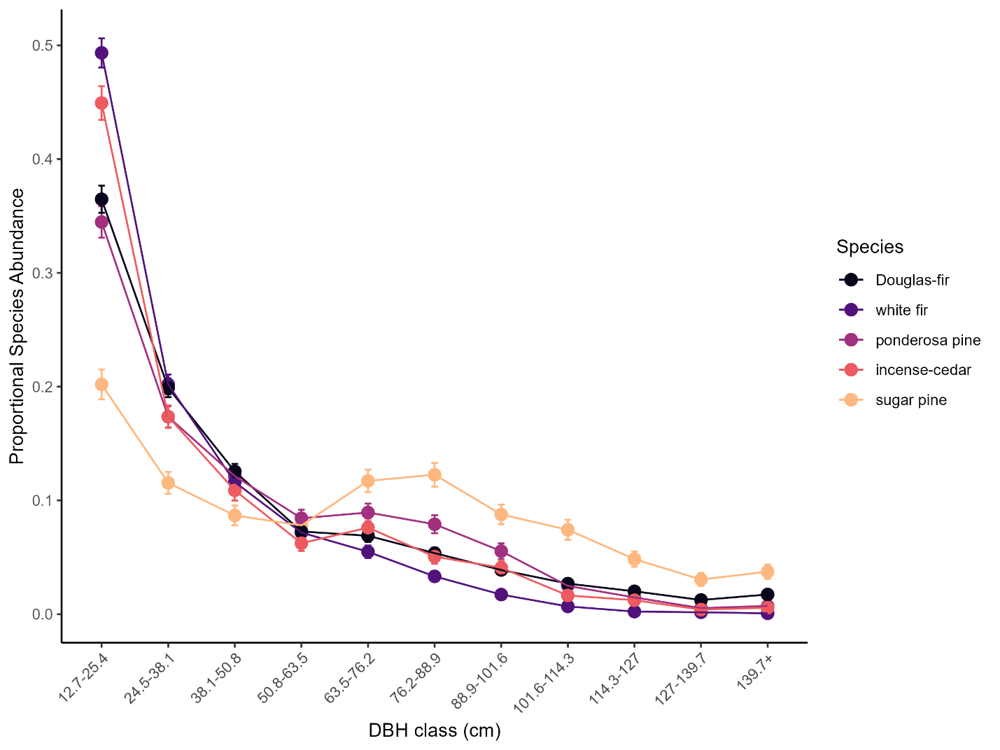 Proportional Species Abundance
0.5
0.4
0.3
0.2
0.1
0.0
12.7-25.4
24.5-38.1
38.1-50.8
50.8-63.5
63.5-76.2
76.2-88.9
88.9-101.6
101.6-114.3
114.3-127
127-139.7
139.7+
DBH class (cm)
Species
Douglas-fir
white fir
ponderosa pine
incense-cedar
sugar pine